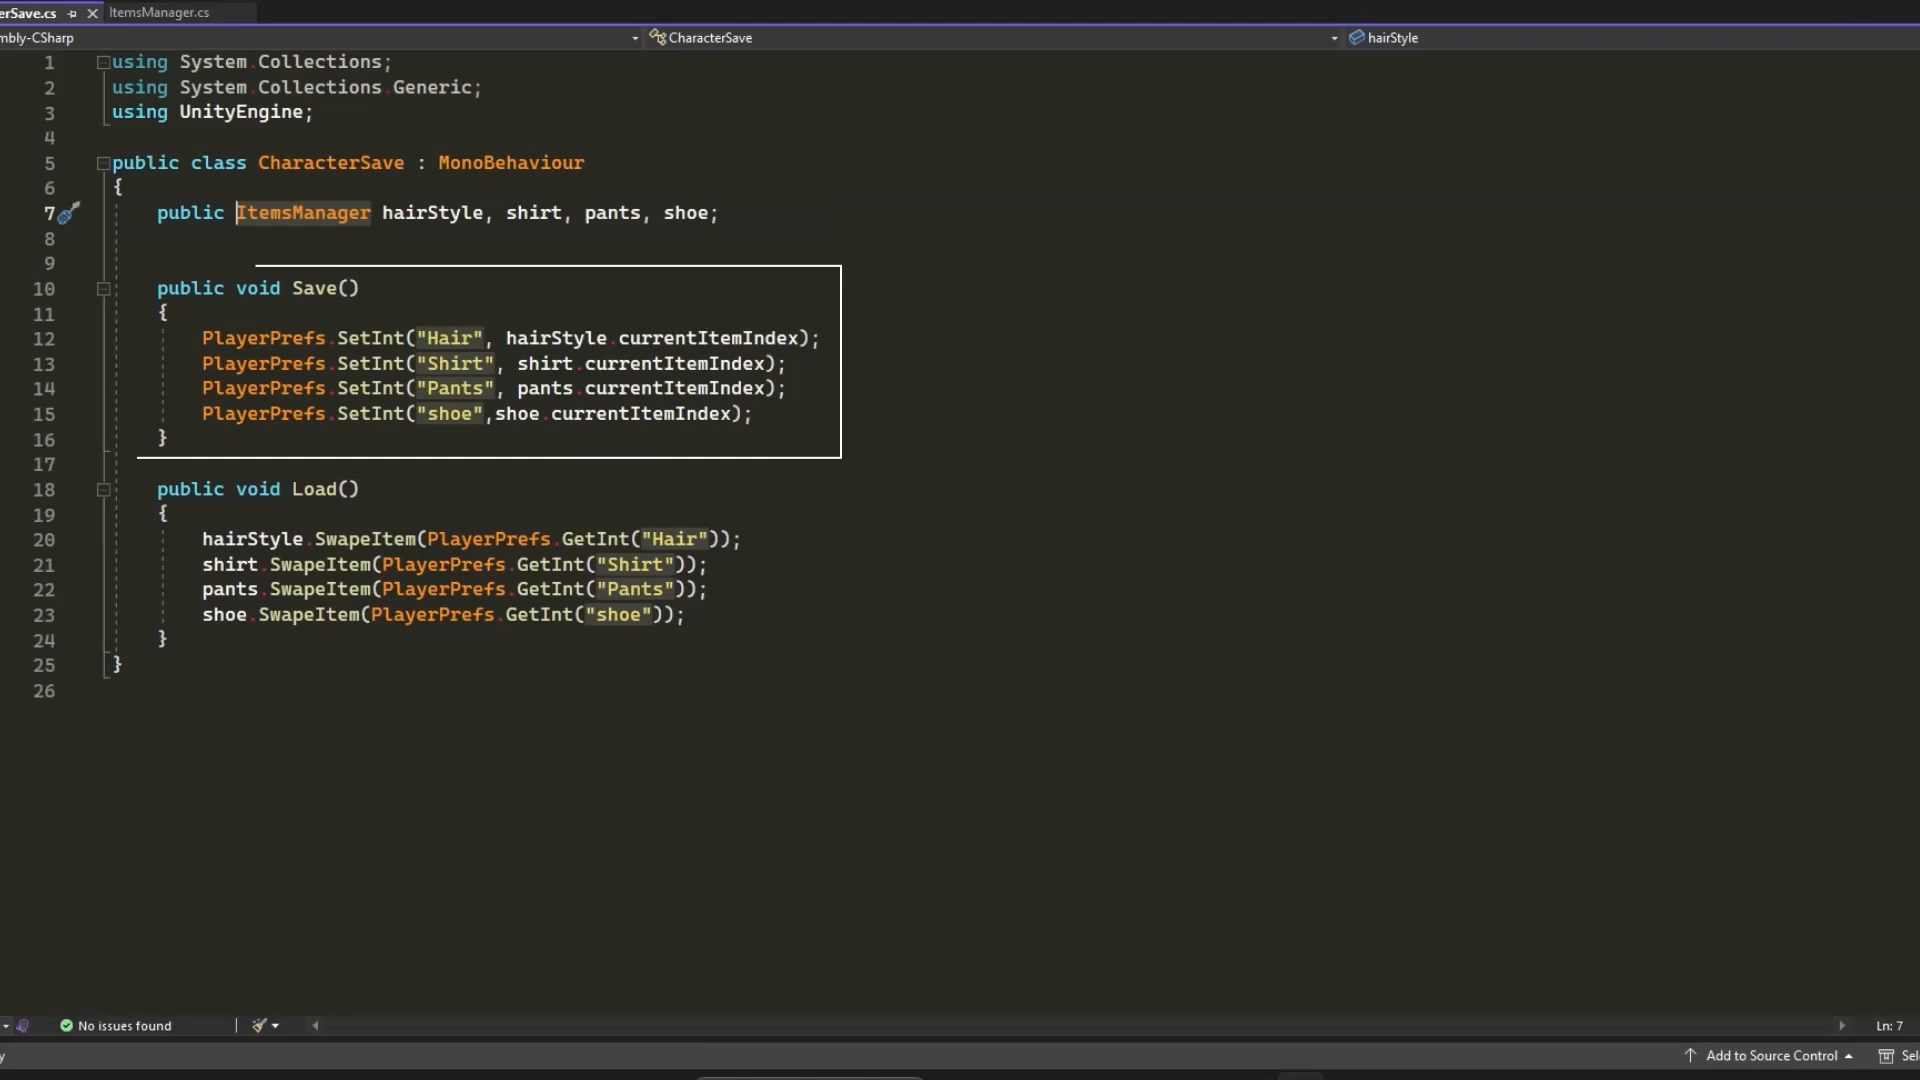 erSave.cs ItemsManager.cs
mbly-CSharp CharacterSave hairStyle
1 using System.Collections;
2 using System.Collections.Generic;
3 using UnityEngine;
4
5 public class CharacterSave : MonoBehaviour
6 {
7 public ItemsManager hairStyle, shirt, pants, shoe;
8
9
10 public void Save()
11 {
12 PlayerPrefs.SetInt("Hair", hairStyle.currentItemIndex);
13 PlayerPrefs.SetInt("Shirt", shirt.currentItemIndex);
14 PlayerPrefs.SetInt("Pants", pants.currentItemIndex);
15 PlayerPrefs.SetInt("shoe",shoe.currentItemIndex);
16 }
17
18 public void Load()
19 {
20 hairStyle.SwapeItem(PlayerPrefs.GetInt("Hair"));
21 shirt.SwapeItem(PlayerPrefs.GetInt("Shirt"));
22 pants.SwapeItem(PlayerPrefs.GetInt("Pants"));
23 shoe.SwapeItem(PlayerPrefs.GetInt("shoe"));
24 }
25 }
26
No issues found Ln: 7
y Add to Source Control Sel